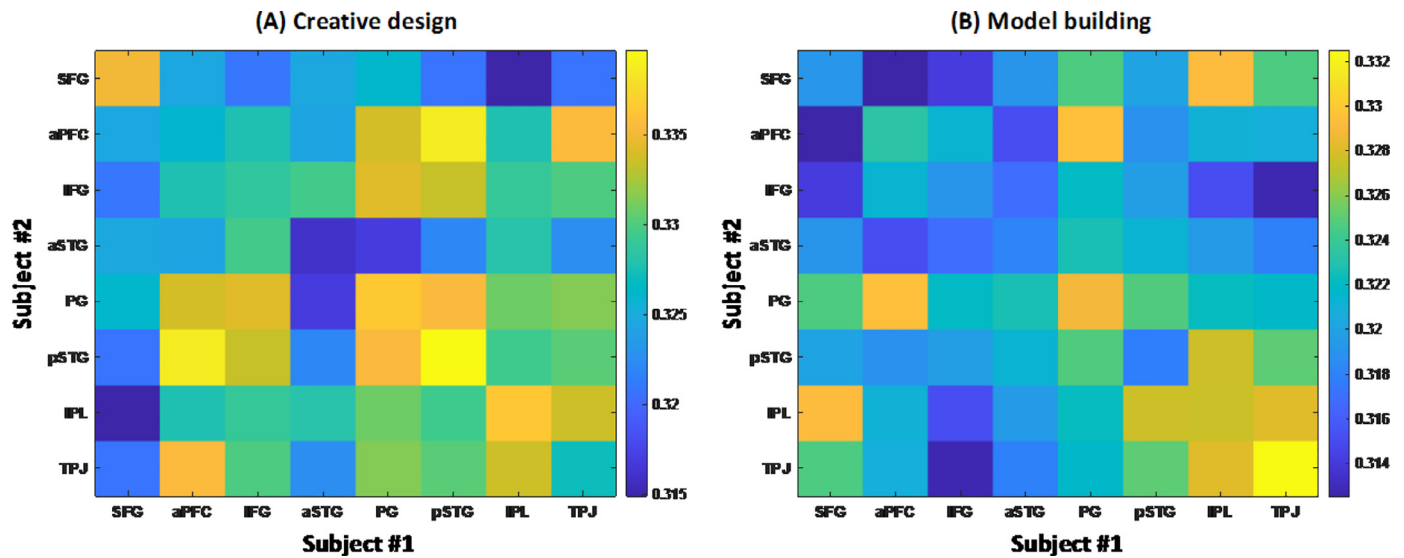 (A) Creative design
(B) Model building
SFG
aPFC
IFG
aSTG
PG
pSTG
IPL
TPJ
Subject #2
SFG aPFC IFG aSTG PG pSTG IPL TPJ
Subject #1
0.335
0.33
0.325
0.32
0.315
SFG
aPFC
IFG
aSTG
PG
pSTG
IPL
TPJ
Subject #2
SFG aPFC IFG aSTG PG pSTG IPL TPJ
Subject #1
0.332
0.33
0.328
0.326
0.324
0.322
0.32
0.318
0.316
0.314